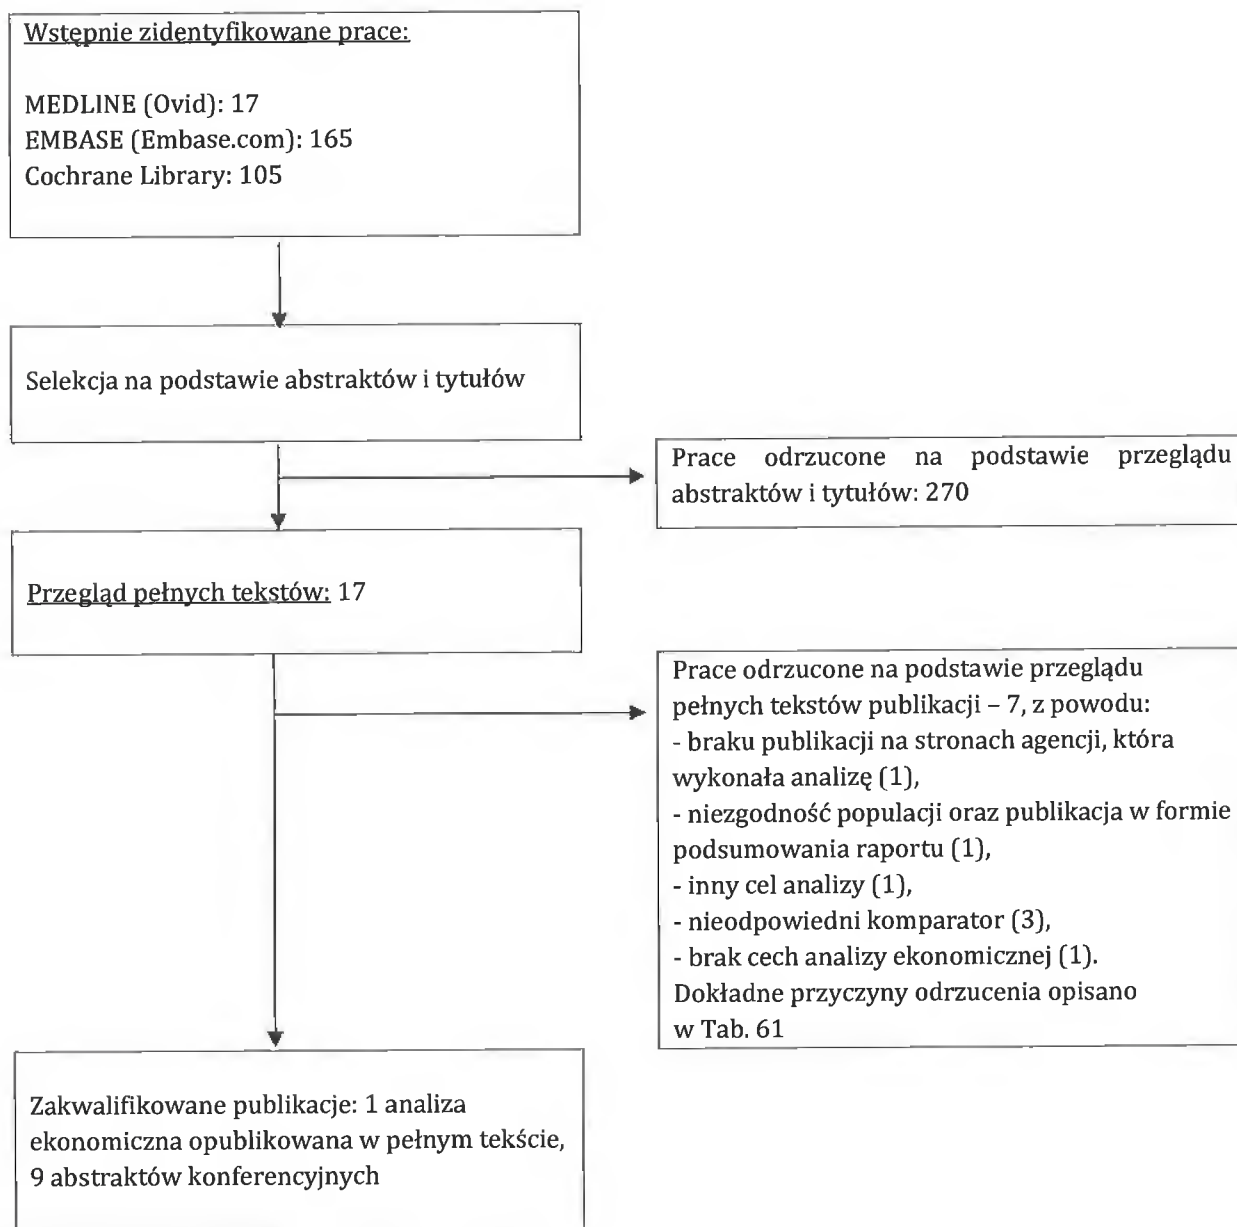 Wstępnie zidentyfikowane prace:
MEDLINE (Ovid): 17
EMBASE (Embase.com): 165
Cochrane Library: 105
Selekcja na podstawie abstraktów i tytułów
Prace odrzucone na podstawie przeglądu
abstraktów i tytułów: 270
Przegląd pełnych tekstów: 17
Prace odrzucone na podstawie przeglądu
pełnych tekstów publikacji – 7, z powodu:
- braku publikacji na stronach agencji, która
wykonała analizę (1),
- niezgodność populacji oraz publikacja w formie
podsumowania raportu (1),
- inny cel analizy (1),
- nieodpowiedni komparator (3),
- brak cech analizy ekonomicznej (1).
Dokładne przyczyny odrzucenia opisano
w Tab. 61
Zakwalifikowane publikacje: 1 analiza
ekonomiczna opublikowana w pełnym tekście,
9 abstraktów konferencyjnych